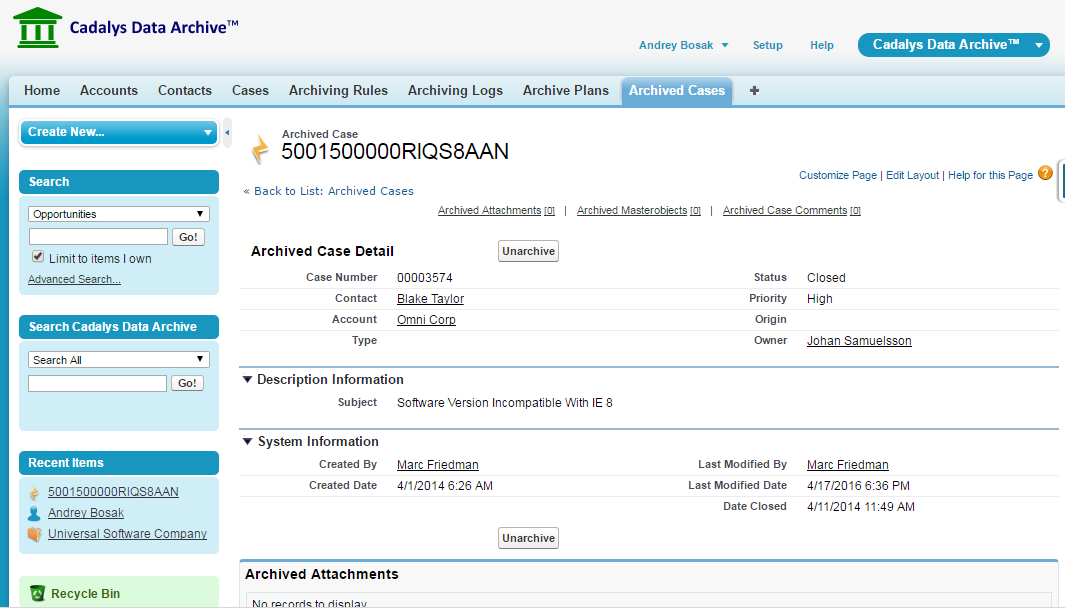 Cadalys Data Archive™
Andrey Bosak
Setup
Help
Cadalys Data Archive™
Home Accounts Contacts Cases Archiving Rules Archiving Logs Archive Plans Archived Cases +
Create New...
Search
Opportunities
Go!
Limit to items I own
Advanced Search...
Search Cadalys Data Archive
Search All
Go!
Recent Items
5001500000RIQS8AAN
Andrey Bosak
Universal Software Company
Recycle Bin
Archived Case
5001500000RIQS8AAN
Customize Page | Edit Layout | Help for this Page ?
« Back to List: Archived Cases
Archived Attachments [0] | Archived Masterobjects [0] | Archived Case Comments [0]
Archived Case Detail Unarchive
Case Number 00003574 Status Closed
Contact Blake Taylor Priority High
Account Omni Corp Origin
Type Owner Johan Samuelsson
Description Information
Subject Software Version Incompatible With IE 8
System Information
Created By Marc Friedman Last Modified By Marc Friedman
Created Date 4/1/2014 6:26 AM Last Modified Date 4/17/2016 6:36 PM
Date Closed 4/11/2014 11:49 AM
Unarchive
Archived Attachments
No records to display